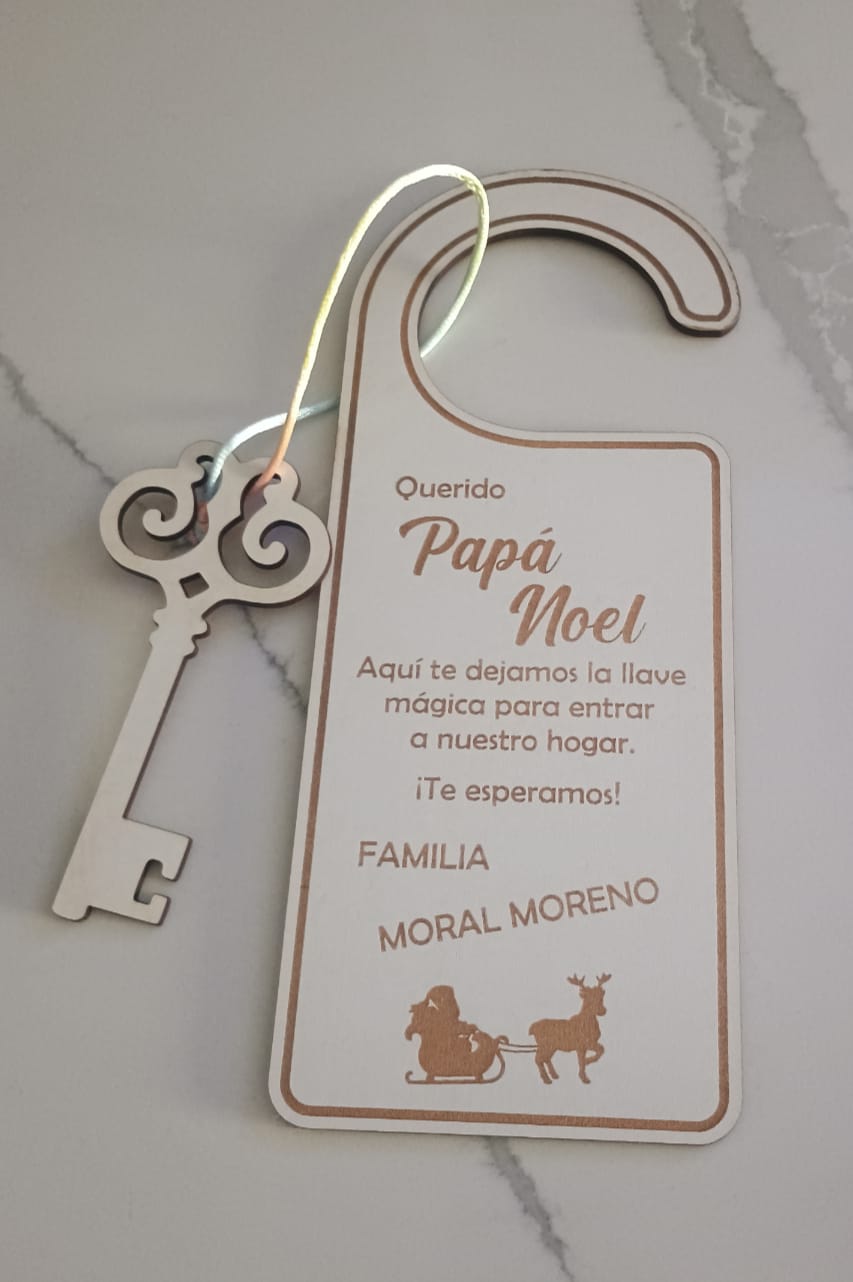 Querido
Papá
Noel
Aquí te dejamos la llave
mágica para entrar
a nuestro hogar.
¡Te esperamos!
FAMILIA
MORAL MORENO